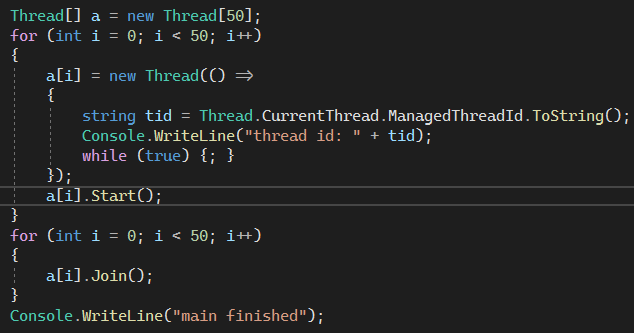 Thread[] a = new Thread[50];
for (int i = 0; i < 50; i++)
{
    a[i] = new Thread(() =>
    {
        string tid = Thread.CurrentThread.ManagedThreadId.ToString();
        Console.WriteLine("thread id: " + tid);
        while (true) {; }
    });
    a[i].Start();
}
for (int i = 0; i < 50; i++)
{
    a[i].Join();
}
Console.WriteLine("main finished");